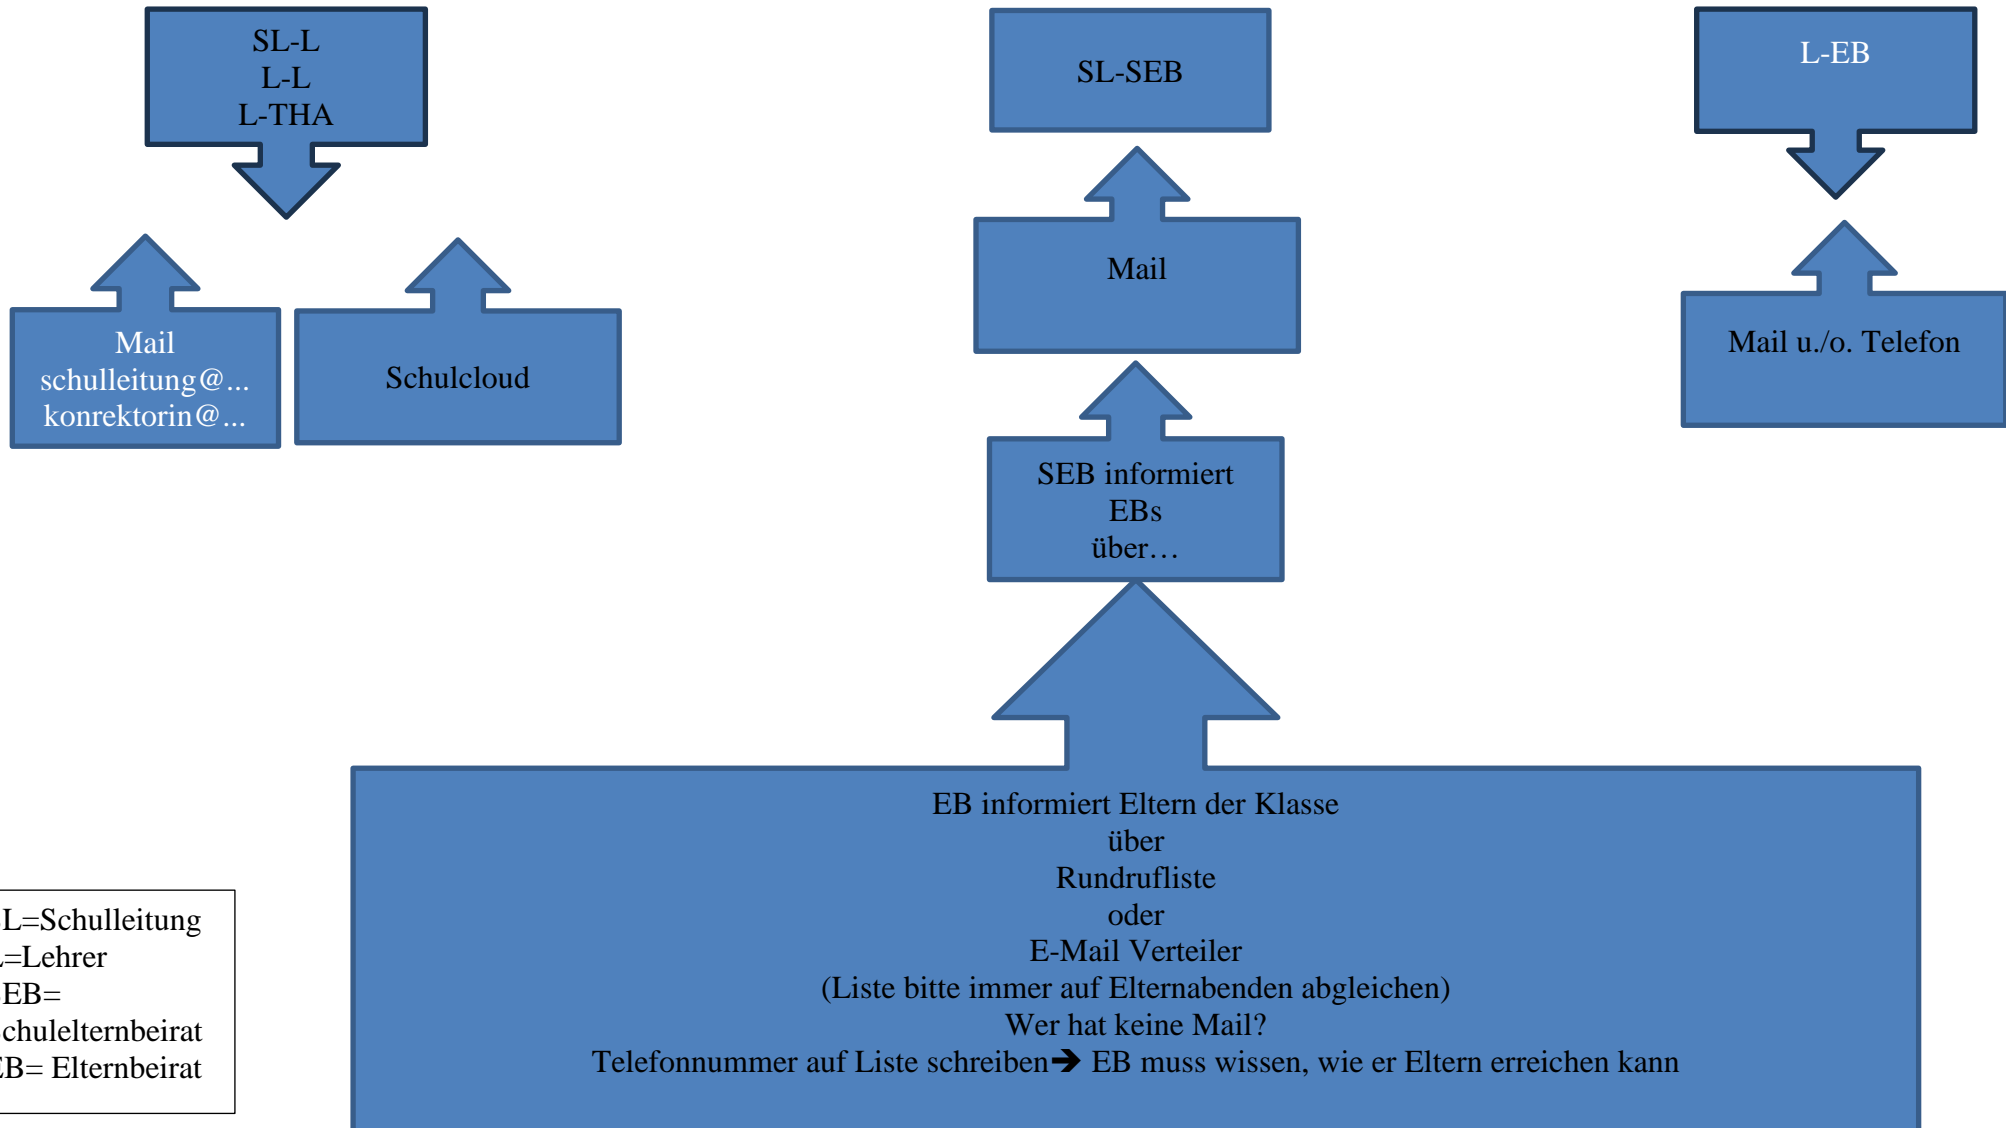 SL-L
L-L
L-THA
SL-SEB
L-EB
Mail
schulleitung@...
konrektorin@...
Schulcloud
Mail
Mail u./o. Telefon
SEB informiert
EBs
über…
EB informiert Eltern der Klasse
über
Rundrufliste
oder
E-Mail Verteiler
(Liste bitte immer auf Elternabenden abgleichen)
Wer hat keine Mail?
Telefonnummer auf Liste schreiben➔ EB muss wissen, wie er Eltern erreichen kann
L=Schulleitung
L=Lehrer
EB=
chulelternbeirat
EB= Elternbeirat